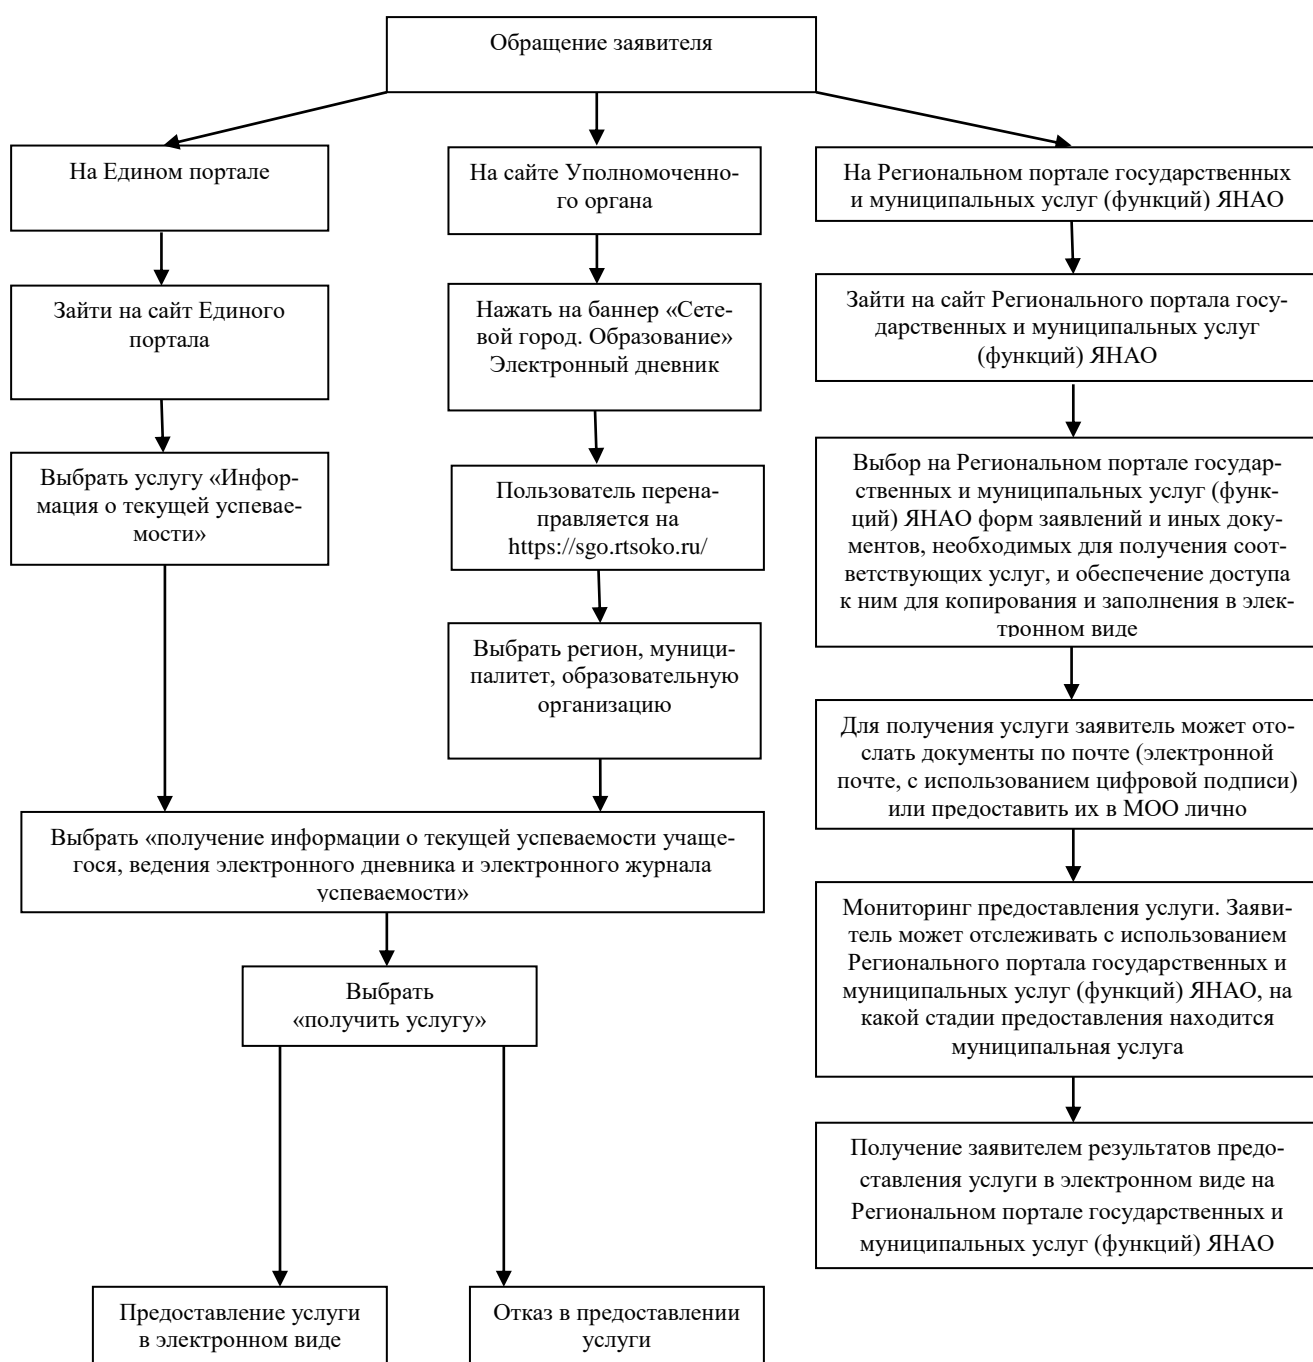 Обращение заявителя
На Едином портале
Зайти на сайт Единого
портала
Выбрать услугу «Инфор-
мация о текущей успевае-
мости»
На сайте Уполномоченно-
го органа
Нажать на баннер «Сете-
вой город. Образование»
Электронный дневник
Пользователь перена-
правляется на
https://sgo.rtsoko.ru/
Выбрать регион, муници-
палитет, образовательную
организацию
Выбрать «получение информации о текущей успеваемости учаще-
гося, ведения электронного дневника и электронного журнала
успеваемости»
Выбрать
«получить услугу»
Предоставление услуги
в электронном виде
Отказ в предоставлении
услуги
На Региональном портале государственных
и муниципальных услуг (функций) ЯНАО
Зайти на сайт Регионального портала госу-
дарственных и муниципальных услуг
(функций) ЯНАО
Выбор на Региональном портале государ-
ственных и муниципальных услуг (функ-
ций) ЯНАО форм заявлений и иных доку-
ментов, необходимых для получения соот-
ветствующих услуг, и обеспечение доступа
к ним для копирования и заполнения в элек-
тронном виде
Для получения услуги заявитель может ото-
слать документы по почте (электронной
почте, с использованием цифровой подписи)
или предоставить их в МОО лично
Мониторинг предоставления услуги. Заяви-
тель может отслеживать с использованием
Регионального портала государственных и
муниципальных услуг (функций) ЯНАО, на
какой стадии предоставления находится
муниципальная услуга
Получение заявителем результатов предо-
ставления услуги в электронном виде на
Региональном портале государственных и
муниципальных услуг (функций) ЯНАО